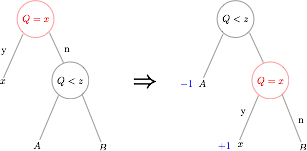 Q = x
Q < z
y
n
-1 A
x
Q < z
⇒
Q = x
y
n
A
B
+1 x
B